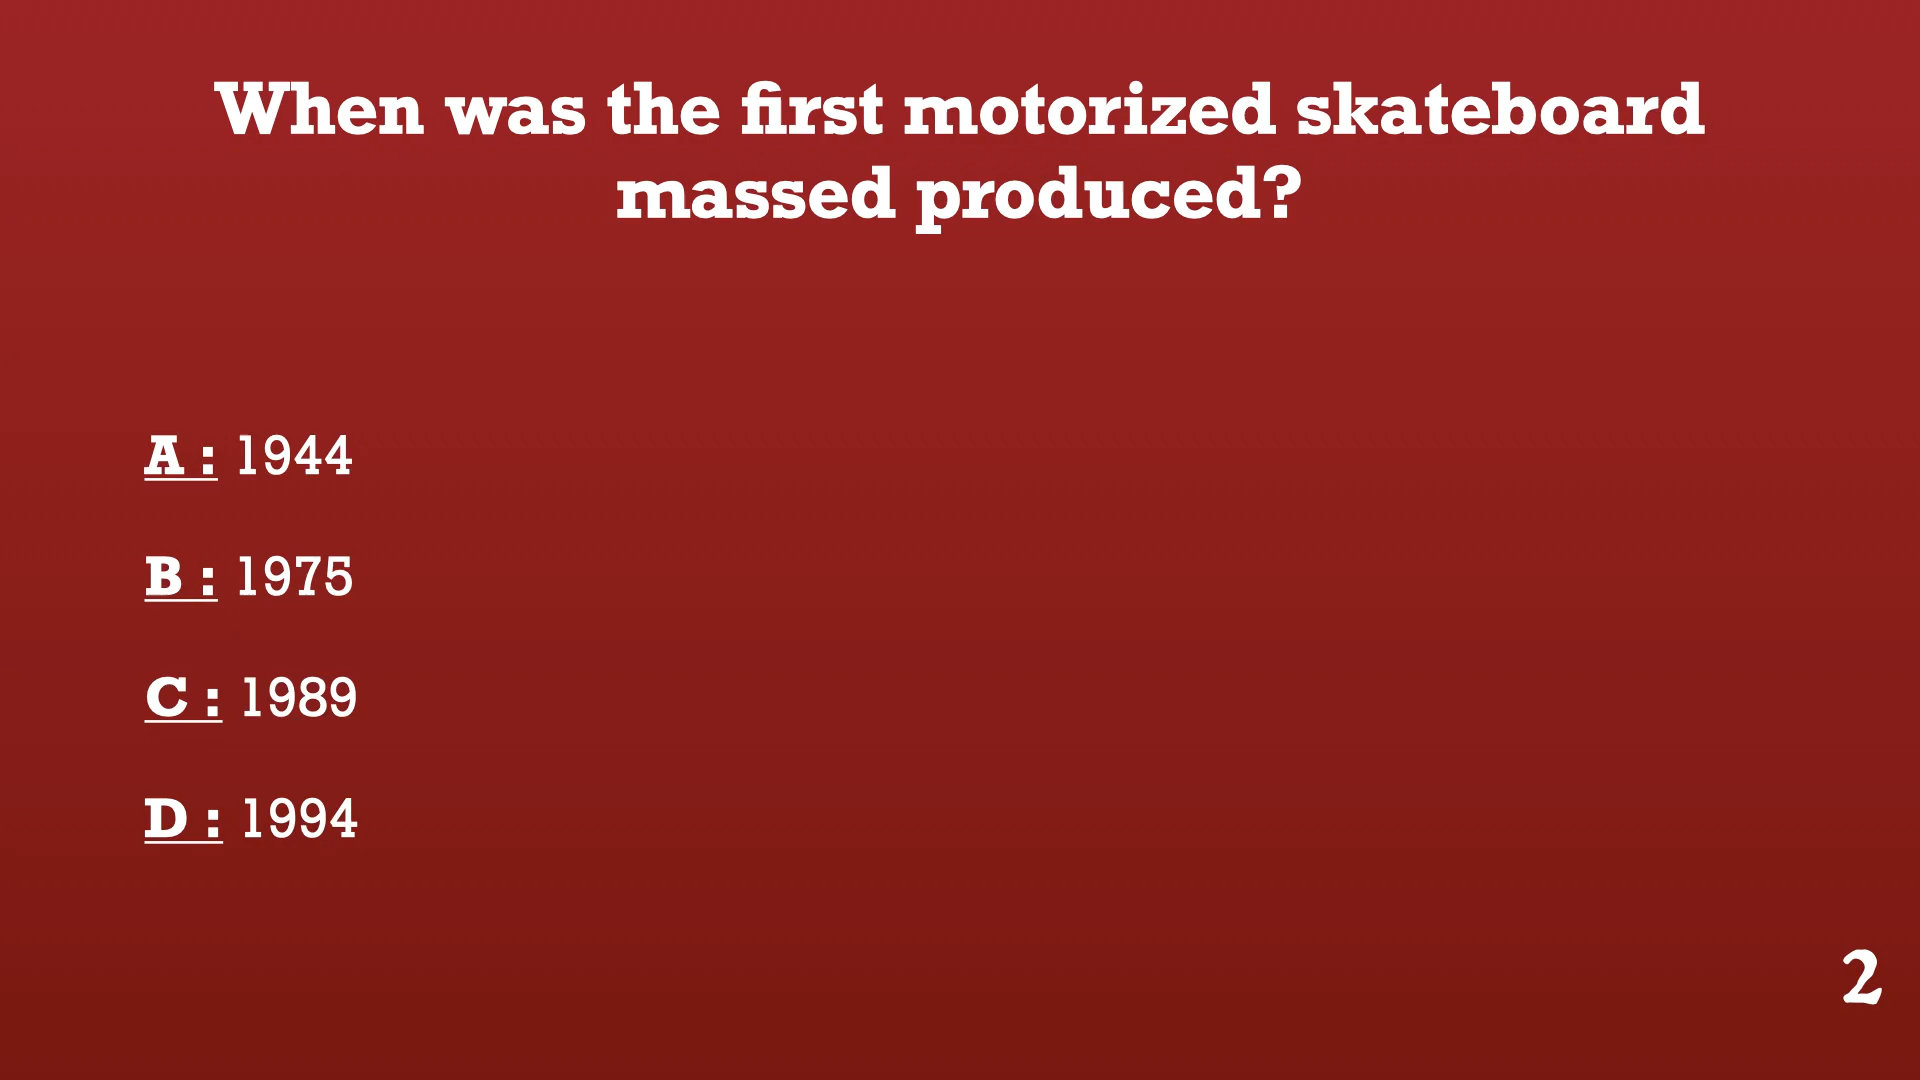 When was the first motorized skateboard
massed produced?
A : 1944
B : 1975
C : 1989
D : 1994
2